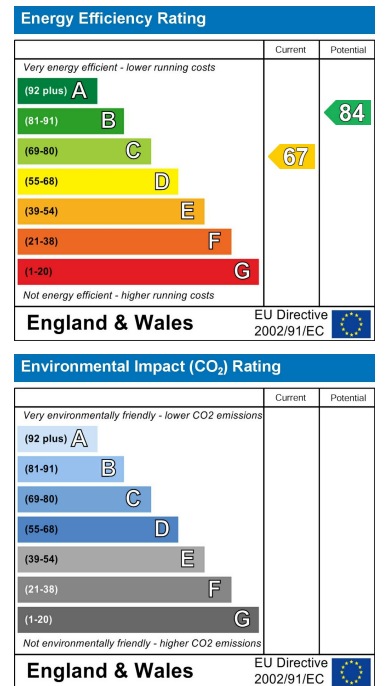 Energy Efficiency Rating
Current Potential
Very energy efficient - lower running costs
(92 plus) A
(81-91) B
84
(69-80) C
67
(55-68) D
(39-54) E
(21-38) F
(1-20) G
Not energy efficient - higher running costs
England & Wales
EU Directive
2002/91/EC
Environmental Impact (CO₂) Rating
Current Potential
Very environmentally friendly - lower CO2 emissions
(92 plus) A
(81-91) B
(69-80) C
(55-68) D
(39-54) E
(21-38) F
(1-20) G
Not environmentally friendly - higher CO2 emissions
England & Wales
EU Directive
2002/91/EC